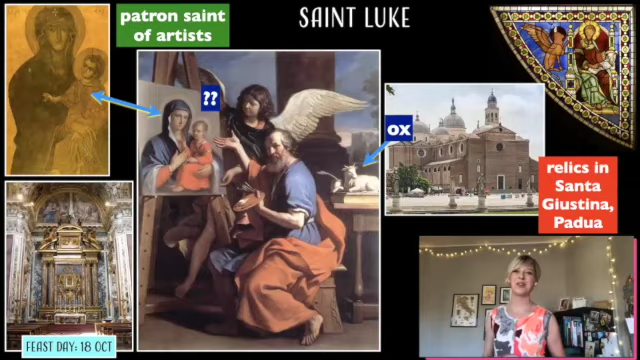 SAINT LUKE
patron saint
of artists
??
ox
relics in
Santa
Giustina,
Padua
FEAST DAY: 18 OCT